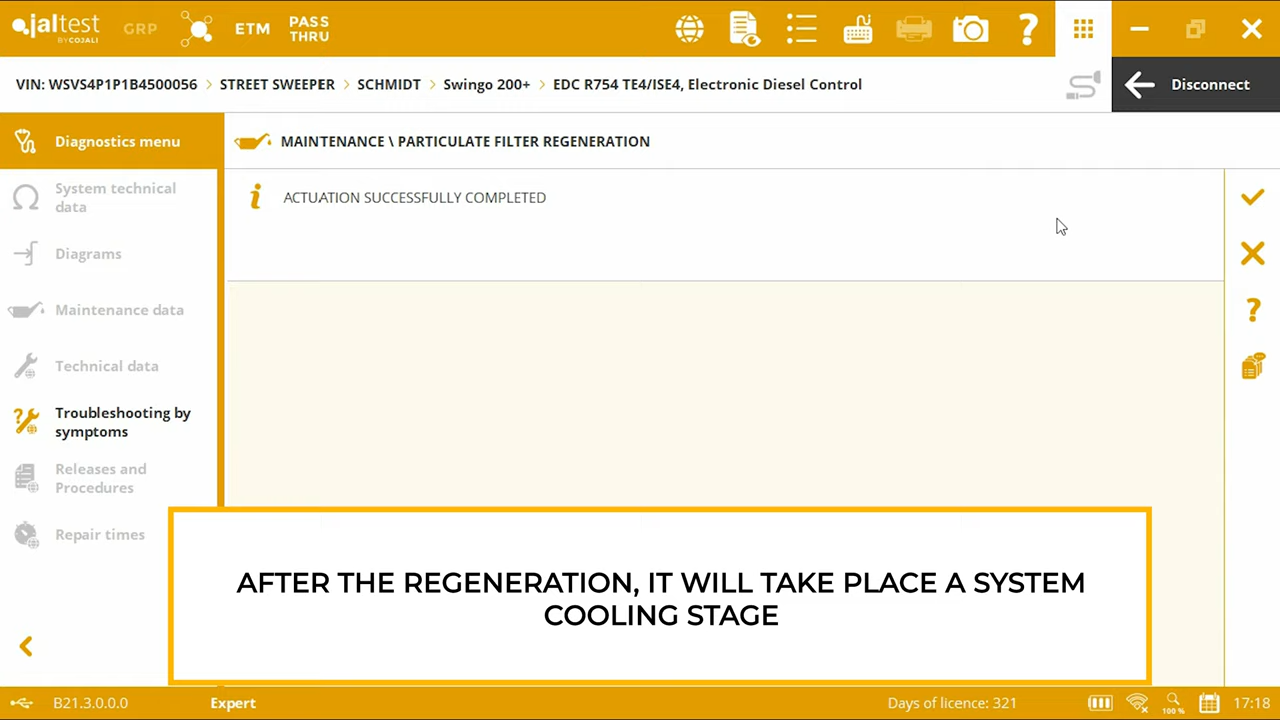 jaltest
BY COJALI
GRP
ETM
PASS
THRU
VIN: WSVS4P1P1B4500056 > STREET SWEEPER > SCHMIDT > Swingo 200+ > EDC R754 TE4/ISE4, Electronic Diesel Control
Disconnect
Diagnostics menu
MAINTENANCE \ PARTICULATE FILTER REGENERATION
System technical
data
ACTUATION SUCCESSFULLY COMPLETED
Diagrams
Maintenance data
Technical data
Troubleshooting by
symptoms
Releases and
Procedures
Repair times
AFTER THE REGENERATION, IT WILL TAKE PLACE A SYSTEM
COOLING STAGE
B21.3.0.0.0
Expert
Days of licence: 321
100 %
17:18